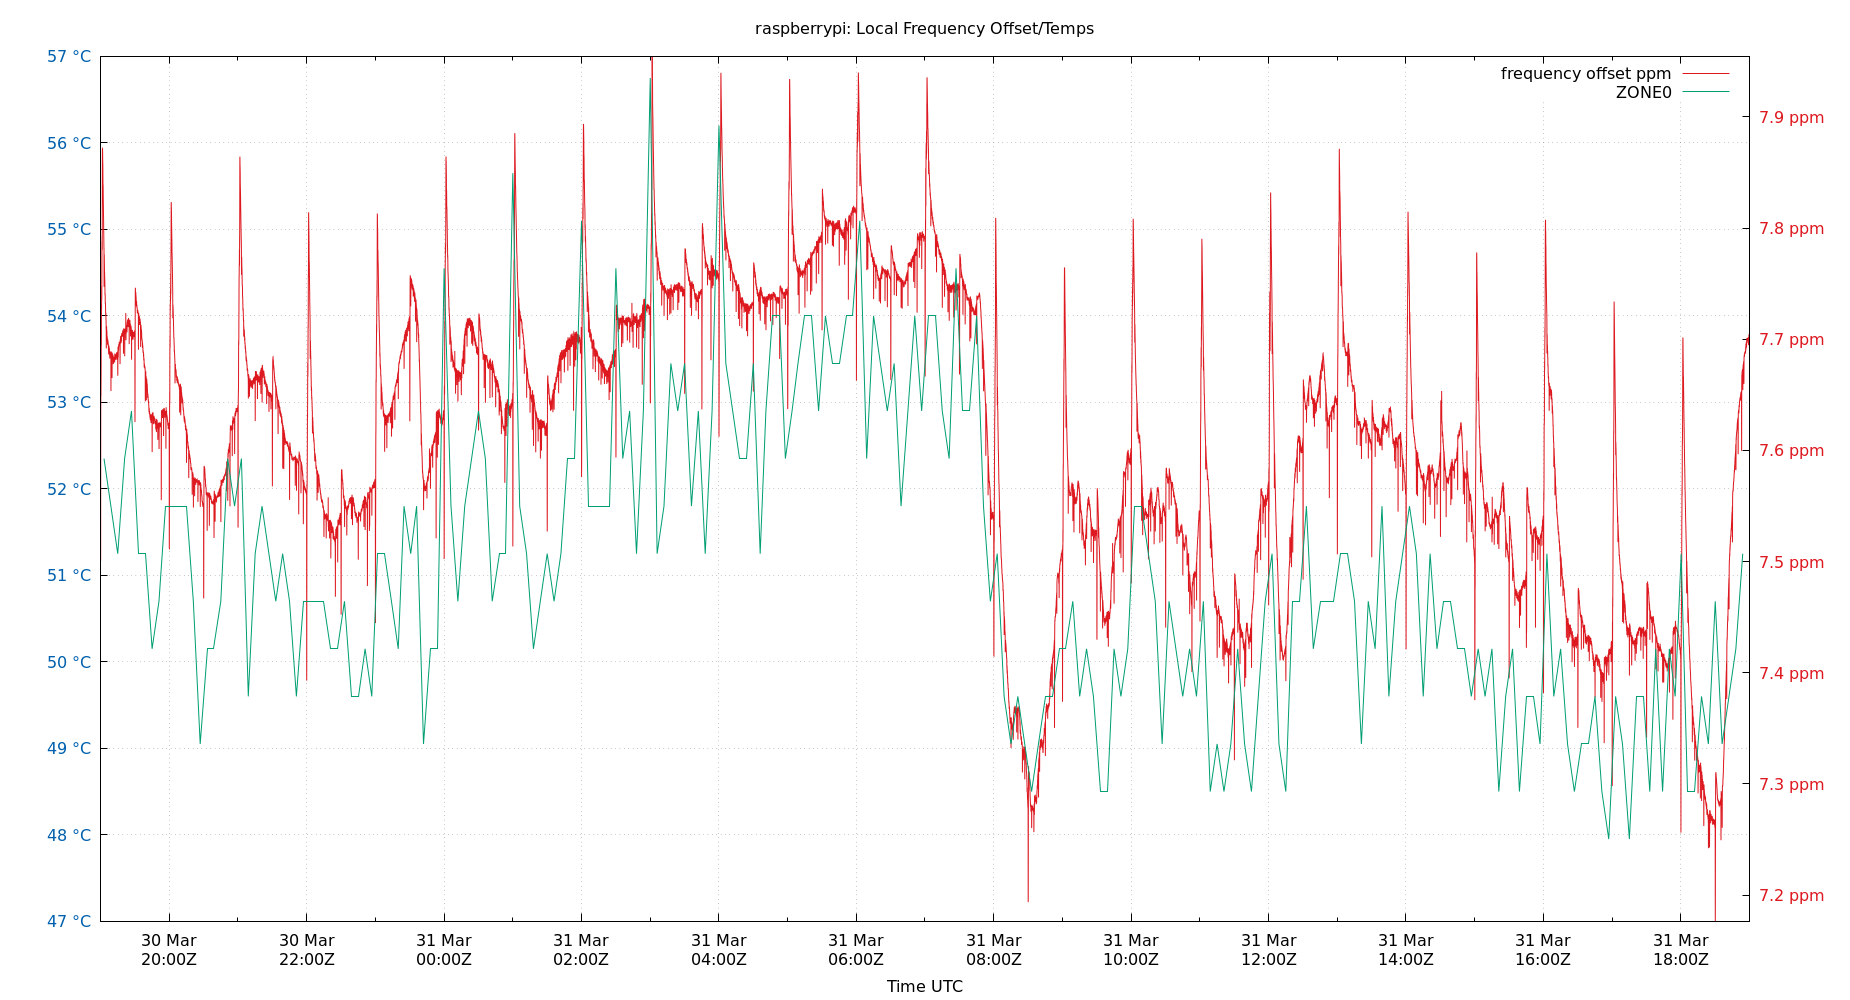 raspberrypi: Local Frequency Offset/Temps
frequency offset ppm
ZONE0
57 °C
56 °C
55 °C
54 °C
53 °C
52 °C
51 °C
50 °C
49 °C
48 °C
47 °C
7.9 ppm
7.8 ppm
7.7 ppm
7.6 ppm
7.5 ppm
7.4 ppm
7.3 ppm
7.2 ppm
30 Mar
20:00Z
30 Mar
22:00Z
31 Mar
00:00Z
31 Mar
02:00Z
31 Mar
04:00Z
31 Mar
06:00Z
31 Mar
08:00Z
31 Mar
10:00Z
31 Mar
12:00Z
31 Mar
14:00Z
31 Mar
16:00Z
31 Mar
18:00Z
Time UTC